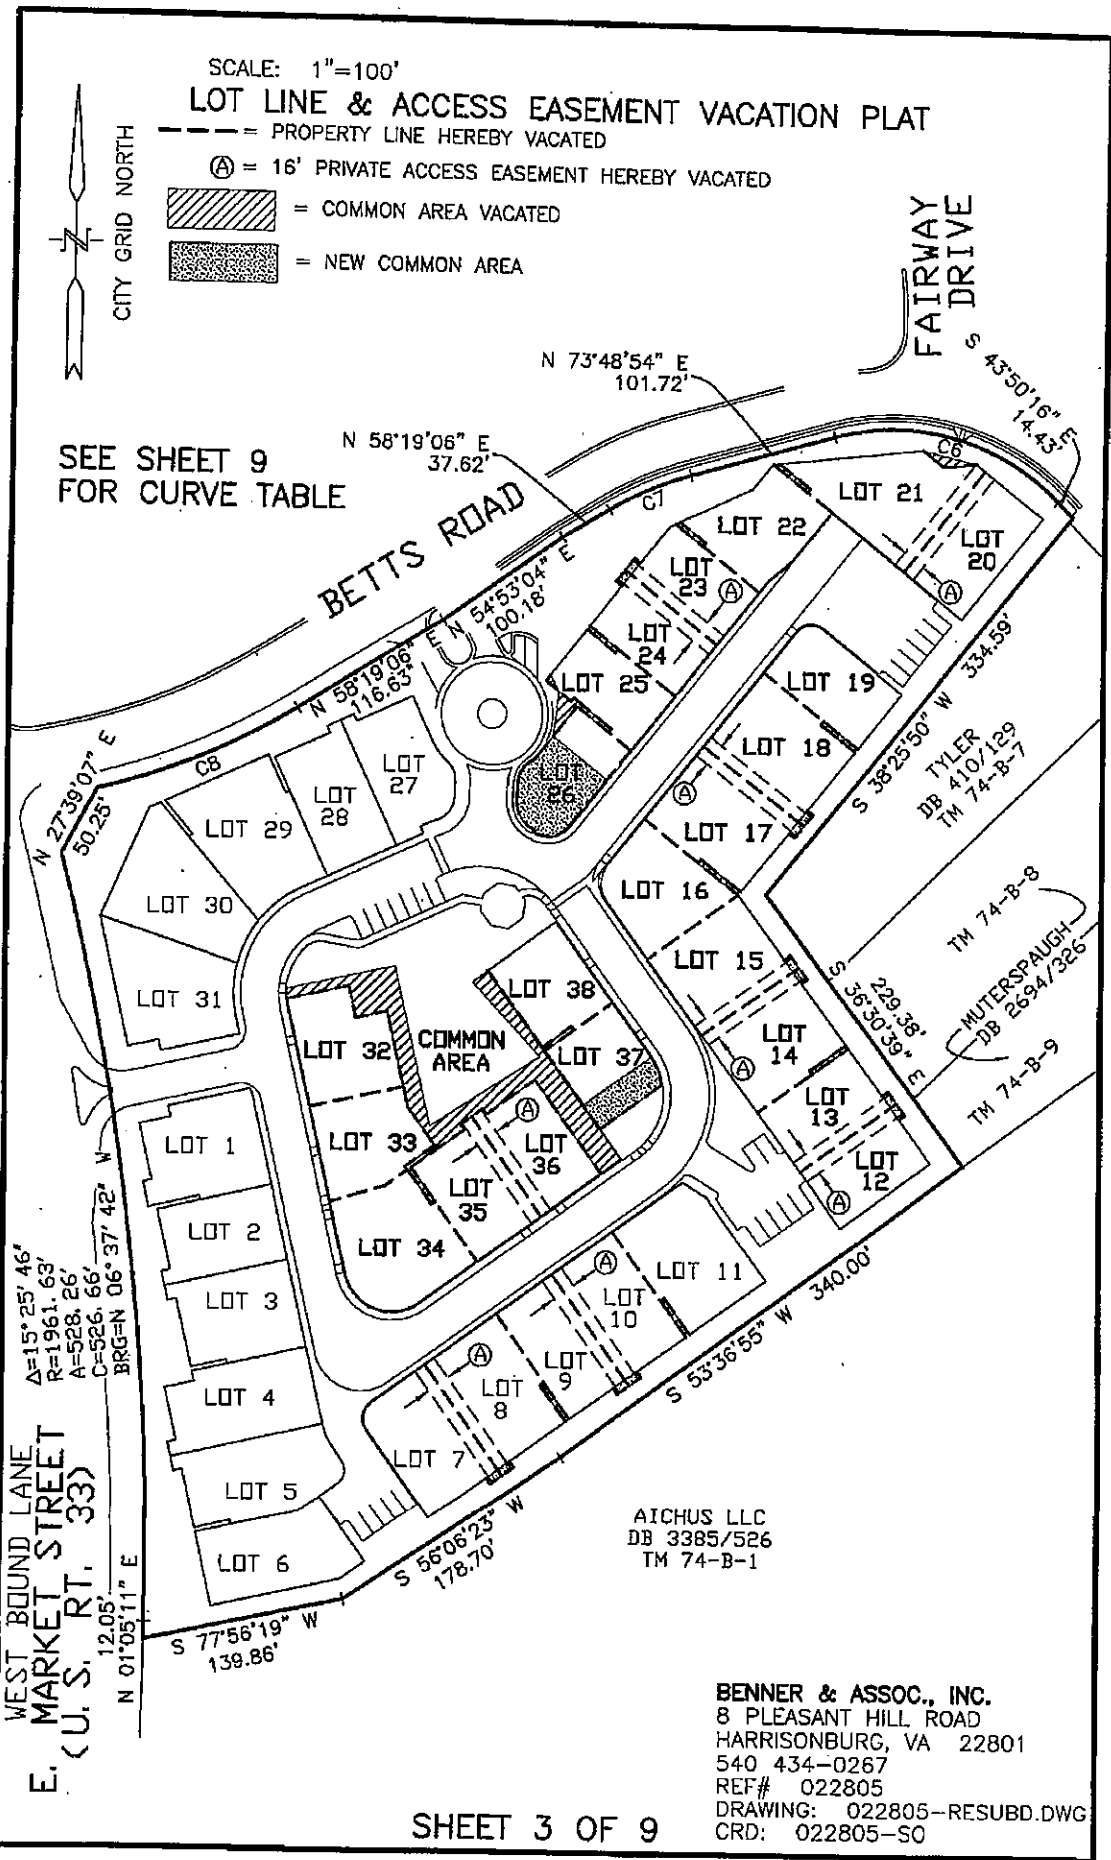 SCALE: 1"=100'
LOT LINE & ACCESS EASEMENT VACATION PLAT
= PROPERTY LINE HEREBY VACATED
Ⓐ = 16' PRIVATE ACCESS EASEMENT HEREBY VACATED
= COMMON AREA VACATED
= NEW COMMON AREA
CITY GRID NORTH
N
FAIRWAY
DRIVE
S 43°50'16" E
14.43'
N 73°48'54" E
101.72'
N 58°19'06" E
37.62'
SEE SHEET 9
FOR CURVE TABLE
BETTS ROAD
C6
C7
LOT 21
LOT 22
LOT
20
LOT
23
Ⓐ
Ⓐ
N 54°53'04" E
100.18'
LOT
24
N 58°19'06" E
116.63'
LOT 25
LOT 19
S 38°25'50" W 334.59'
LOT 18
TYLER
DB 410/129
TM 74-B-7
N 27°39'07" E
50.25'
C8
LOT
27
LOT
26
LOT
28
Ⓐ
LOT 29
LOT 17
LOT 30
LOT 16
TM 74-B-8
MUTERSPAUGH
DB 2694/326
LOT 15
S 36°30'39" E
229.38'
LOT 31
LOT 38
LOT 32
COMMON
AREA
LOT 37
LOT
14
TM 74-B-9
Ⓐ
LOT
13
Ⓐ
LOT 1
LOT 33
LOT
36
LOT
12
LOT
35
Ⓐ
LOT 2
LOT 34
LOT 3
Ⓐ
LOT 11
340.00'
LOT
10
S 53°36'55" W
Δ=15°25'46"
R=1961.63'
A=528.26'
C=526.66'
BRG=N 06°37'42" W
Ⓐ
LOT
9
LOT 4
LOT
8
LOT 7
LOT 5
LOT 6
S 56°06'23" W
178.70'
AICHUS LLC
DB 3385/526
TM 74-B-1
WEST BOUND LANE
E. MARKET STREET
(U. S. RT. 33)
12.05'
N 01°05'11" E
S 77°56'19" W
139.86'
BENNER & ASSOC., INC.
8 PLEASANT HILL ROAD
HARRISONBURG, VA 22801
540 434-0267
REF# 022805
DRAWING: 022805-RESUBD.DWG
CRD: 022805-SO
SHEET 3 OF 9